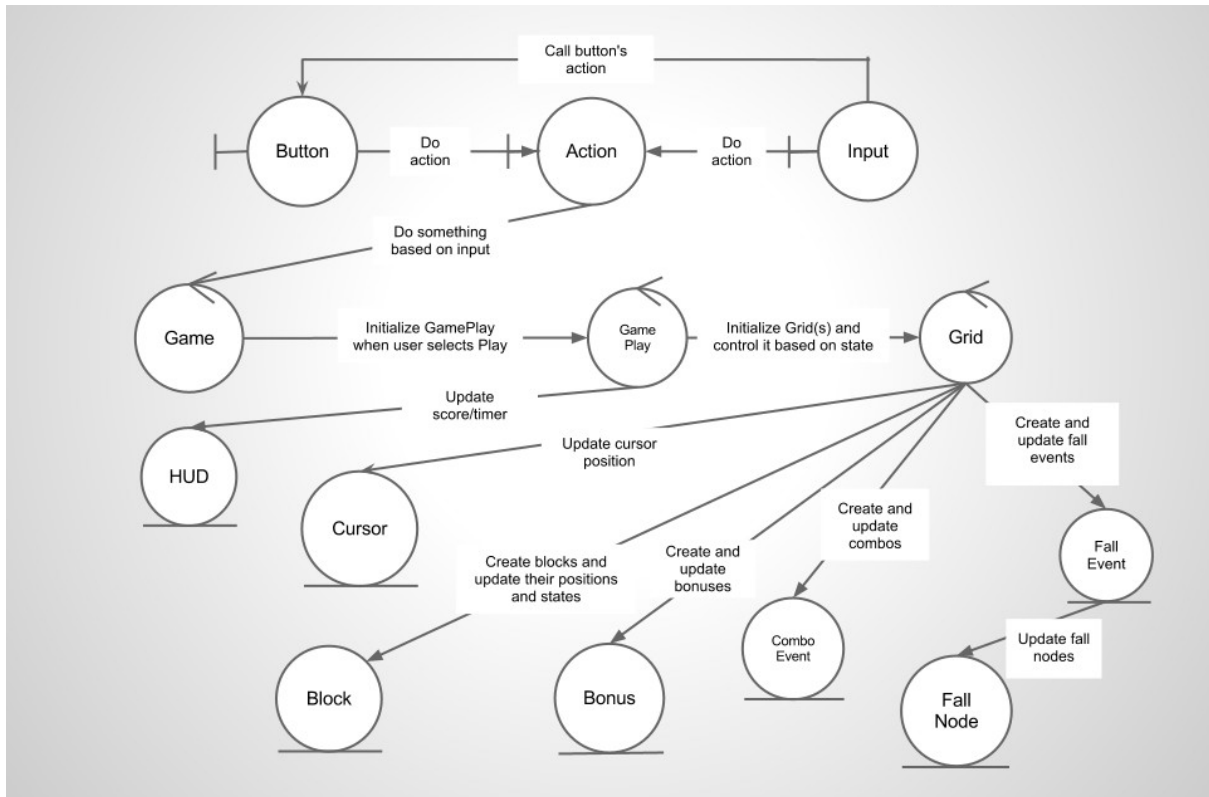 Call button's
action
Button
Do
action
Action
Do
action
Input
Do something
based on input
Game
Initialize GamePlay
when user selects Play
Game
Play
Initialize Grid(s) and
control it based on state
Grid
Update
score/timer
HUD
Update cursor
position
Cursor
Create and
update fall
events
Create and
update
combos
Fall
Event
Create blocks and
update their positions
and states
Create and
update
bonuses
Combo
Event
Update fall
nodes
Block
Bonus
Fall
Node